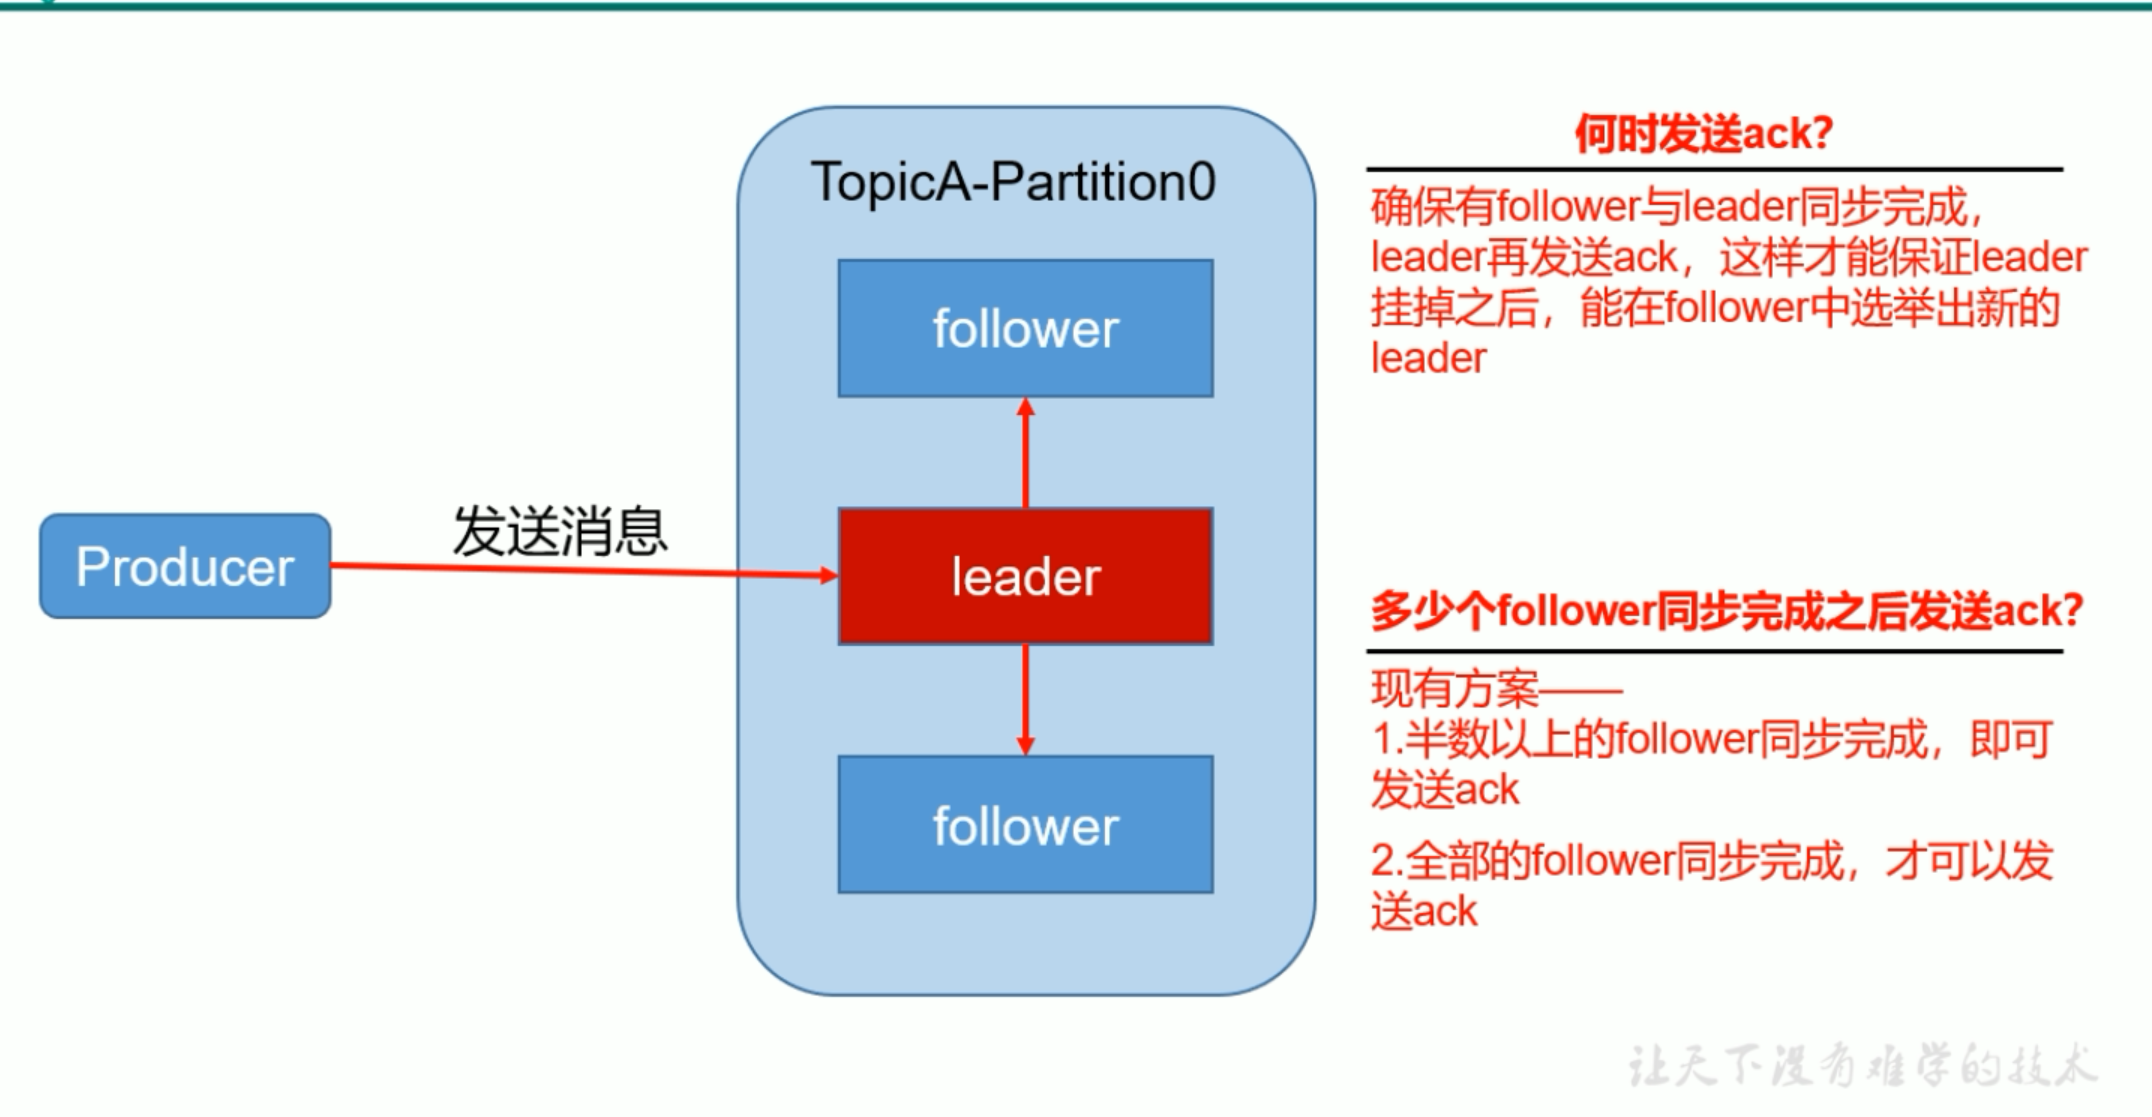 TopicA-Partition0
follower
Producer
发送消息
leader
follower
何时发送ack？
确保有follower与leader同步完成，
leader再发送ack，这样才能保证leader
挂掉之后，能在follower中选举出新的
leader
多少个follower同步完成之后发送ack？
现有方案——
1.半数以上的follower同步完成，即可
发送ack
2.全部的follower同步完成，才可以发
送ack
让天下没有难学的技术